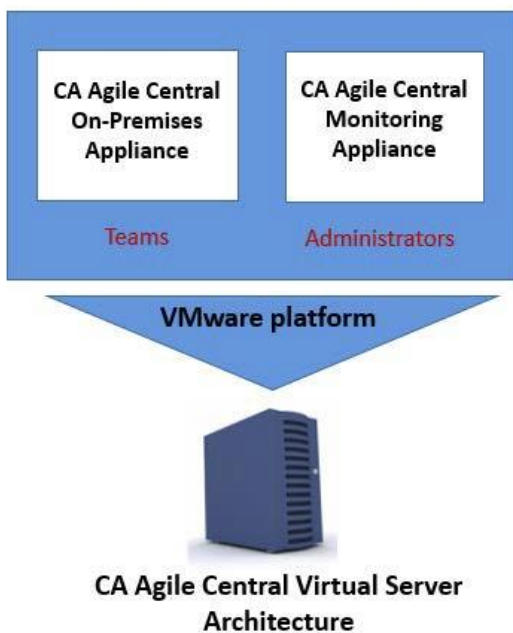 CA Agile Central
On-Premises
Appliance
CA Agile Central
Monitoring
Appliance
Teams
Administrators
VMware platform
CA Agile Central Virtual Server
Architecture